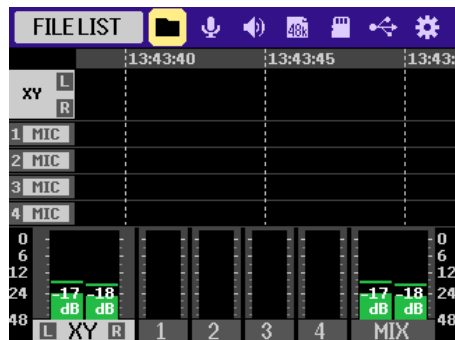 FILE LIST 48k
13:43:40 13:43:45 13:43:
XY L
R
1 MIC
2 MIC
3 MIC
4 MIC
0 0
6 6
12 12
24 -17 -18 -17 -18 24
dB dB dB dB
48 48
L XY R 1 2 3 4 MIX